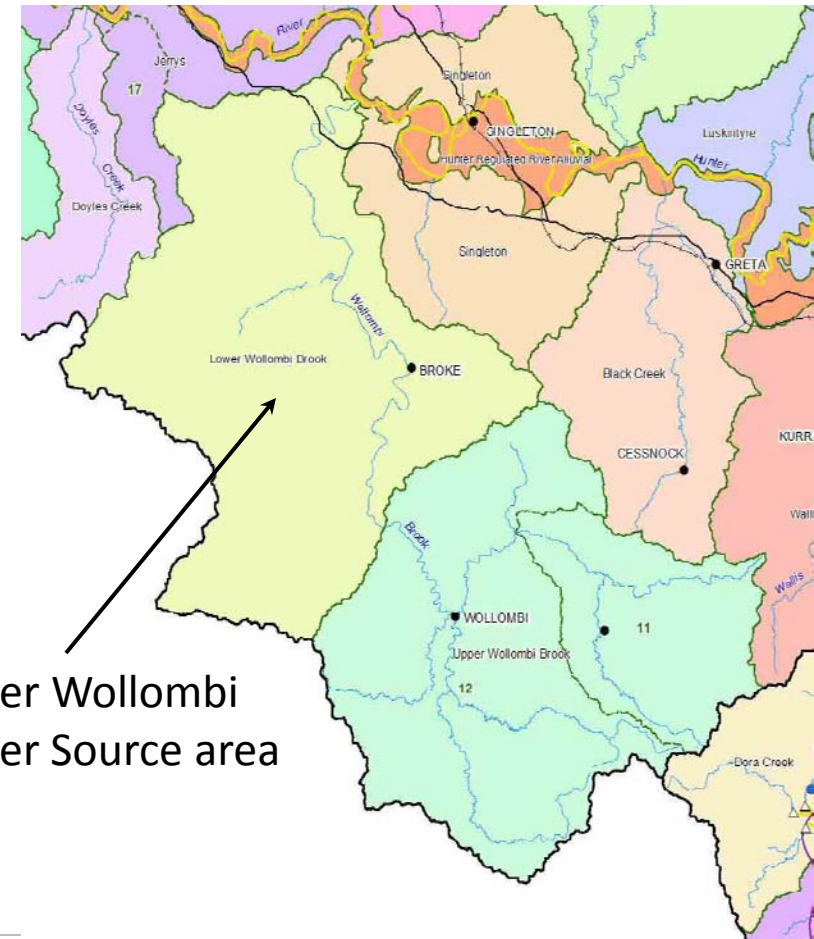 River
Jerrys
17
Doyles
Creek
Doyles Creek
Singleton
SINGLETON
Hunter Regulated River Alluvial
Luskintyre
Hunter
Singleton
GRETA
Wollombi
Lower Wollombi Brook
BROKE
Black Creek
CESSNOCK
KURR
Walli
Wallis
Brook
WOLLOMBI
Upper Wollombi Brook
12
11
er Wollombi
er Source area
Dora Creek